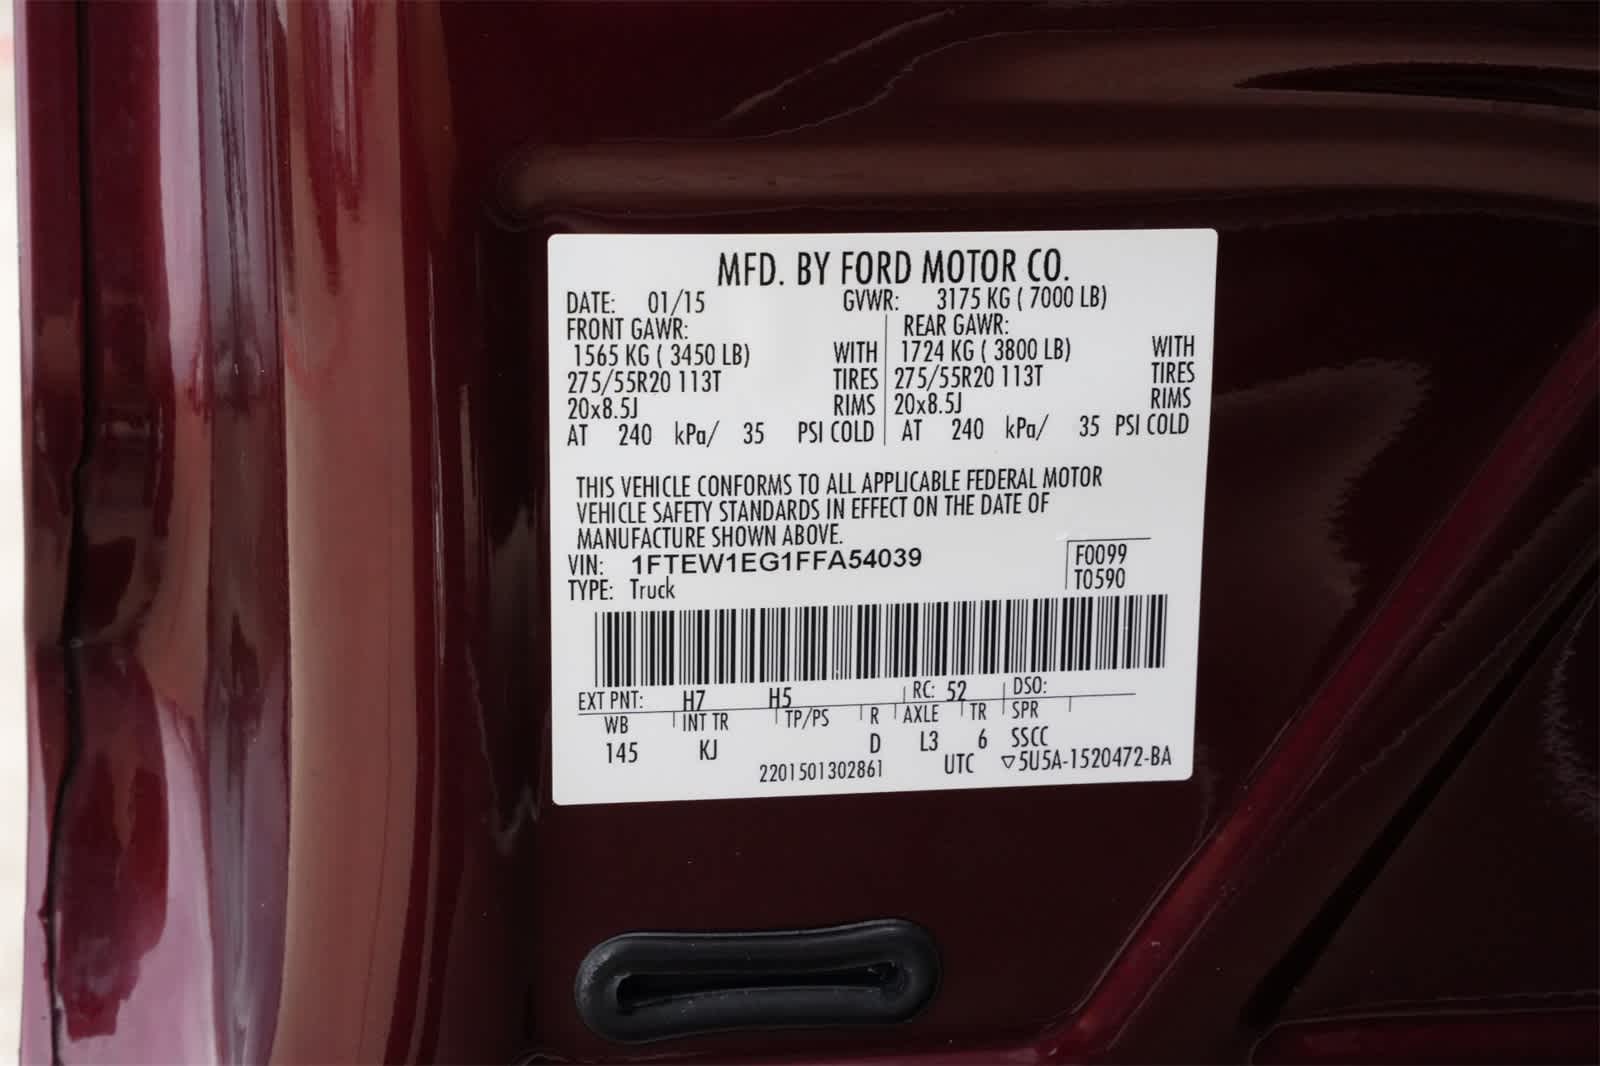 MFD. BY FORD MOTOR CO.
DATE: 01/15 GVWR: 3175 KG ( 7000 LB)
FRONT GAWR: REAR GAWR:
1565 KG ( 3450 LB) WITH 1724 KG ( 3800 LB) WITH
275/55R20 113T TIRES 275/55R20 113T TIRES
20x8.5J RIMS 20x8.5J RIMS
AT 240 kPa/ 35 PSI COLD AT 240 kPa/ 35 PSI COLD
THIS VEHICLE CONFORMS TO ALL APPLICABLE FEDERAL MOTOR
VEHICLE SAFETY STANDARDS IN EFFECT ON THE DATE OF
MANUFACTURE SHOWN ABOVE.
VIN: 1FTEW1EG1FFA54039 F0099
TYPE: Truck T0590
EXT PNT: H7 H5 RC: 52 DSO:
WB INT TR TP/PS R AXLE TR SPR
145 KJ D L3 6 SSCC
2201501302861 UTC ▽5U5A-1520472-BA